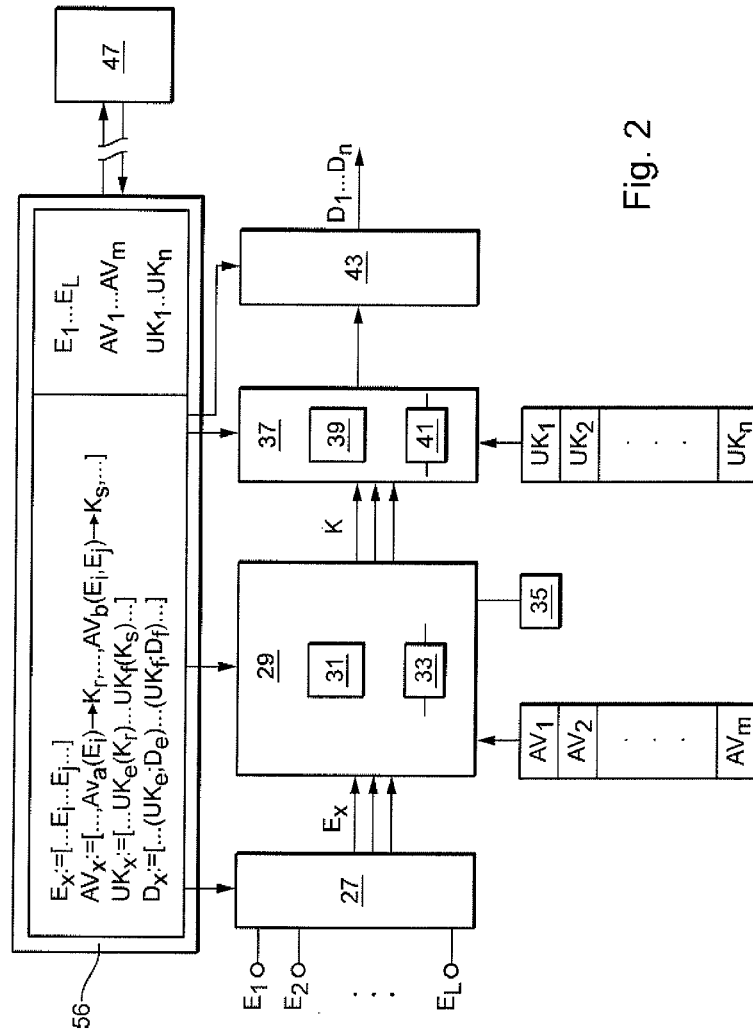 56
E1...EL
AV1...AVm
UK1..UKn
47
Ex:=[...Ei...Ej...]
AVx:=[...,Ava(Ei)→Kr,...,AVb(Ei,Ej)→Ks,...]
UKx:=[...UKe(Kr)...UKf(Ks)...]
Dx:=[...(UKe;De)...(UKf;Df)...]
E1
E2
. . .
EL
27
Ex
29
31
33
35
K
37
39
41
43
D1...Dn
AV1
AV2
. . . .
AVm
UK1
UK2
. . . .
UKn
Fig. 2